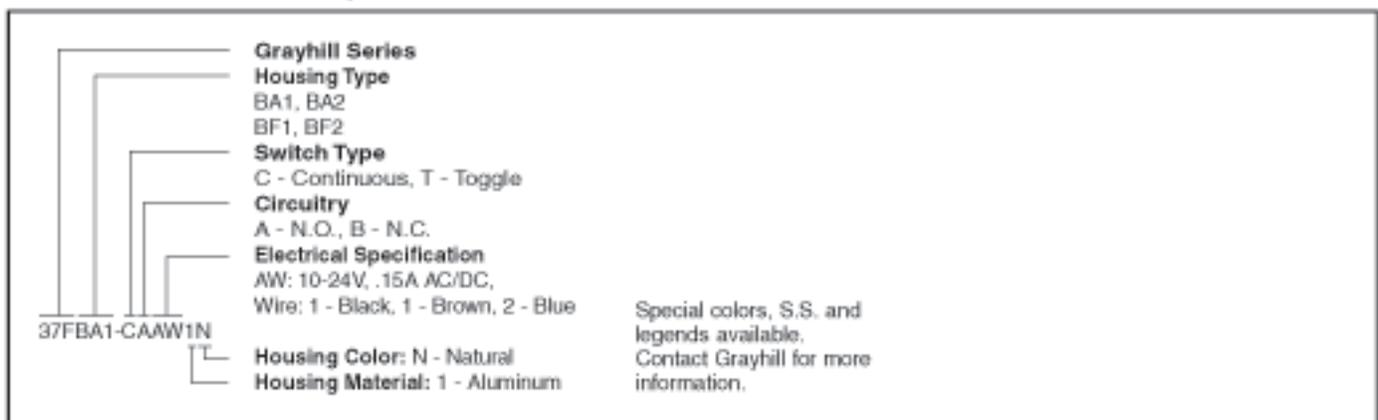 Grayhill Series
Housing Type
BA1, BA2
BF1, BF2
Switch Type
C - Continuous, T - Toggle
Circuitry
A - N.O., B - N.C.
Electrical Specification
AW: 10-24V, .15A AC/DC,
Wire: 1 - Black, 1 - Brown, 2 - Blue
37FBA1-CAAW1N
Housing Color: N - Natural
Housing Material: 1 - Aluminum
Special colors, S.S. and
legends available.
Contact Grayhill for more
information.